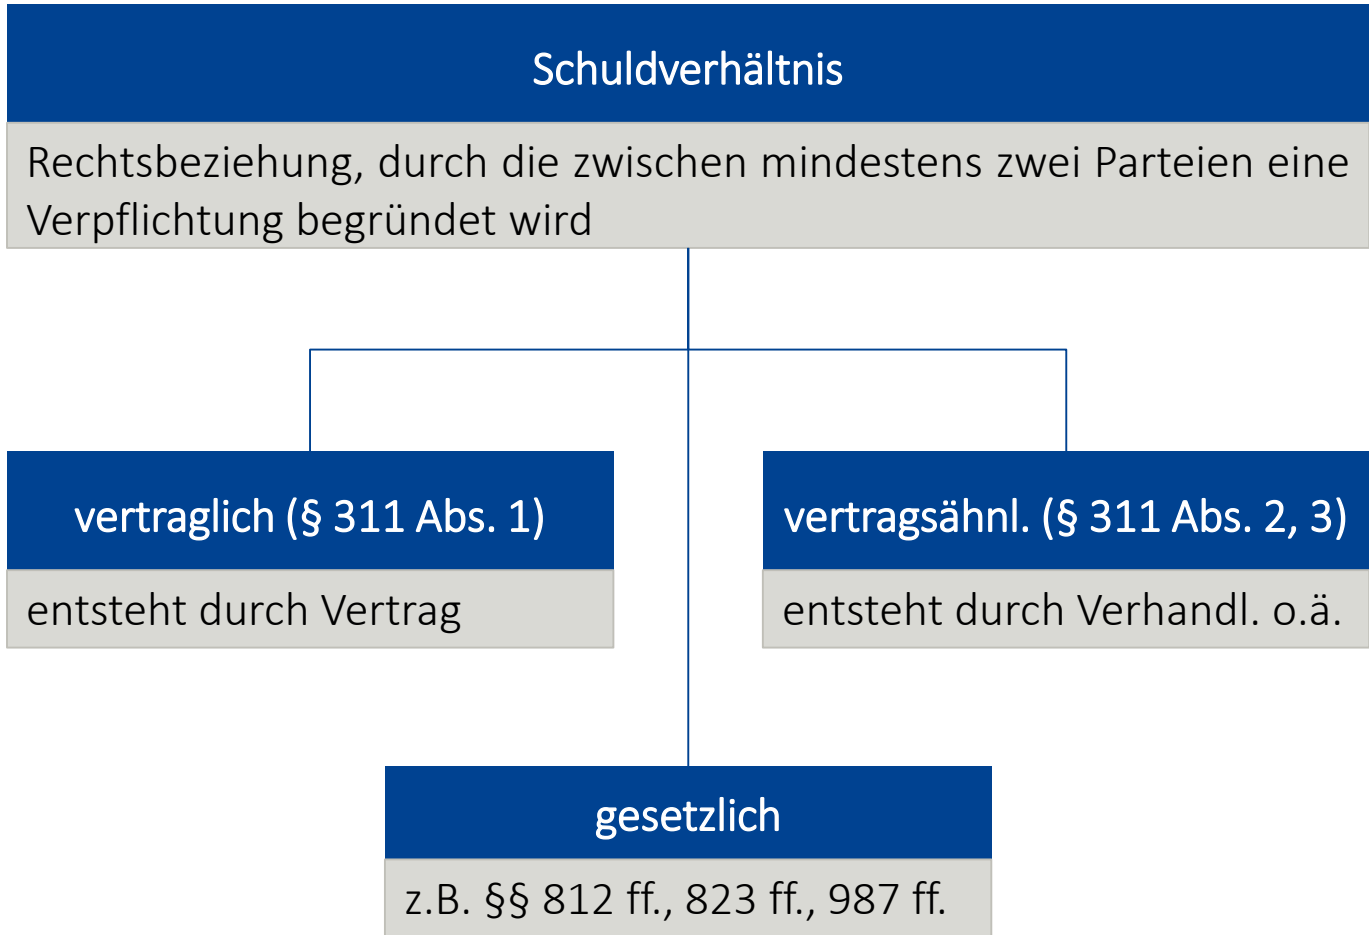 Schuldverhältnis
Rechtsbeziehung, durch die zwischen mindestens zwei Parteien eine
Verpflichtung begründet wird
vertraglich (§ 311 Abs. 1)
entsteht durch Vertrag
vertragsähnl. (§ 311 Abs. 2, 3)
entsteht durch Verhandl. o.ä.
gesetzlich
z.B. §§ 812 ff., 823 ff., 987 ff.